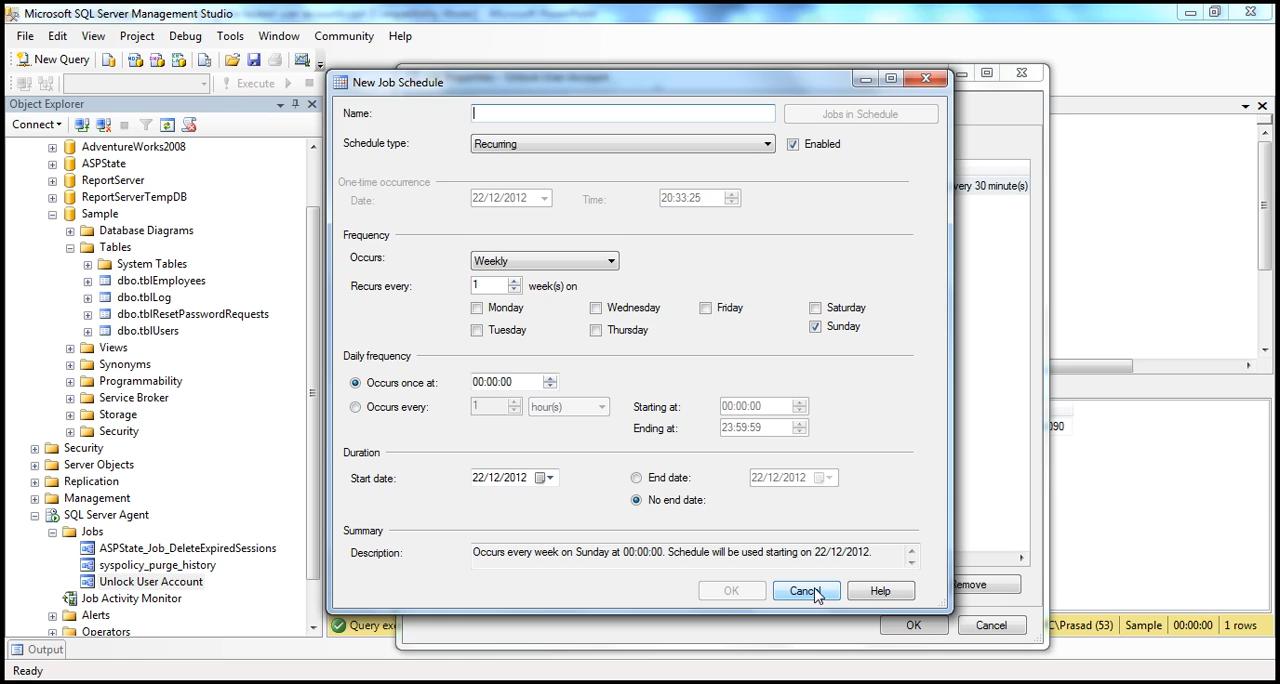 Microsoft SQL Server Management Studio
File Edit View Project Debug Tools Window Community Help
New Query
Execute
Object Explorer
Connect
AdventureWorks2008
ASPState
ReportServer
ReportServerTempDB
Sample
Database Diagrams
Tables
System Tables
dbo.tblEmployees
dbo.tblLog
dbo.tblResetPasswordRequests
dbo.tblUsers
Views
Synonyms
Programmability
Service Broker
Storage
Security
Security
Server Objects
Replication
Management
SQL Server Agent
Jobs
ASPState_Job_DeleteExpiredSessions
syspolicy_purge_history
Unlock User Account
Job Activity Monitor
Alerts
Operators
Output
Ready
New Job Schedule
Name: Jobs in Schedule
Schedule type: Recurring Enabled
One-time occurrence
Date: 22/12/2012 Time: 20:33:25
Frequency
Occurs: Weekly
Recurs every: 1 week(s) on
Monday Wednesday Friday Saturday
Tuesday Thursday Sunday
Daily frequency
Occurs once at: 00:00:00
Occurs every: 1 hour(s) Starting at: 00:00:00
Ending at: 23:59:59
Duration
Start date: 22/12/2012 End date: 22/12/2012
No end date:
Summary
Description: Occurs every week on Sunday at 00:00:00. Schedule will be used starting on 22/12/2012.
OK Cancel Help
very 30 minute(s)
090
emove
OK Cancel
Query exe
C\Prasad (53) Sample 00:00:00 1 rows